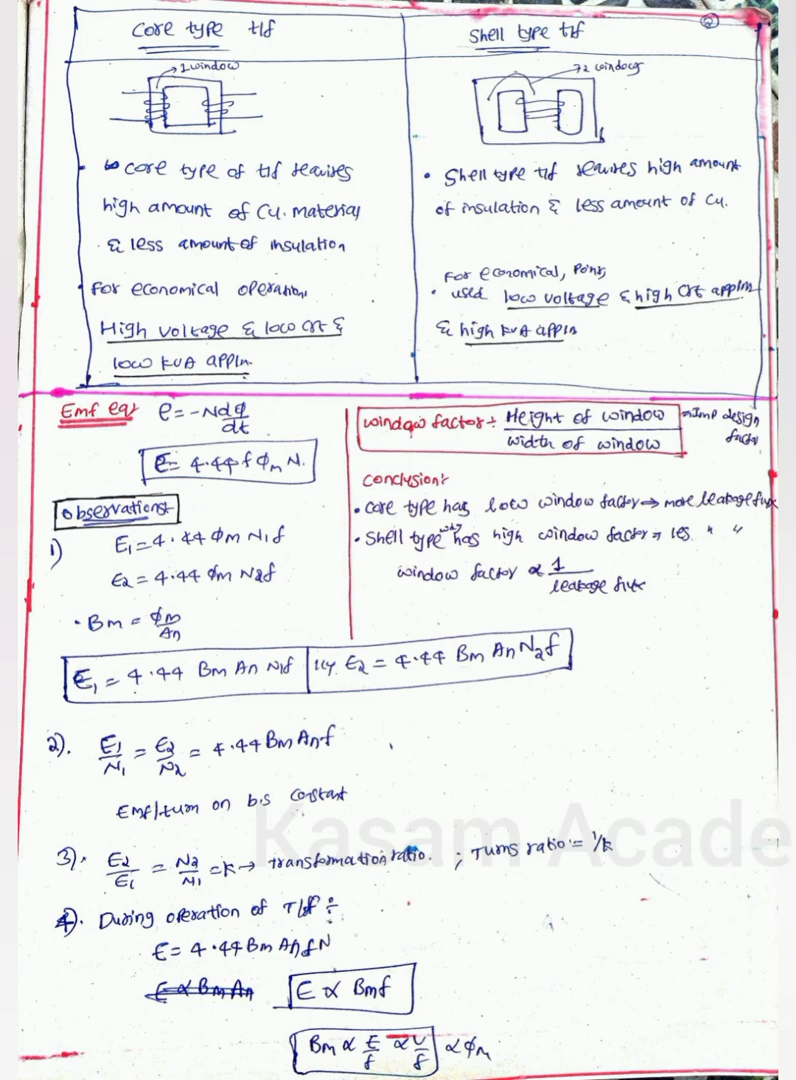 Core type t/f
1 window
• Core type of t/f requires
high amount of Cu. Material
& less amount of insulation
• For economical operation,
High voltage & low crt &
low KVA appln.
Shell type t/f
2
2 windows
• Shell type t/f requires high amount
of insulation & less amount of Cu.
For economical, Point,
• used low voltage & high crt appln
& high KVA appln
Emf eqn e = -N dφ/dt
E = 4.44 f φm N.
Observations
1) E1 = 4.44 φm N1 f
E2 = 4.44 φm N2 f
• Bm = φm/An
E1 = 4.44 Bm An N1 f | lly E2 = 4.44 Bm An N2 f
window factor ÷ Height of window / width of window → Imp design
factor
Conclusion:
• Core type has low window factor → more leakage flux
• Shell type has high window factor → les " "
window factor ∝ 1/leakage flux
2). E1/N1 = E2/N2 = 4.44 Bm An f
Emf/turn on b.s constant
3). E2/E1 = N2/N1 = K → transformation ratio. ; Turns ratio = 1/K
4). During operation of T/f ÷
E = 4.44 Bm An f N
E ∝ Bm An
E ∝ Bmf
Bm ∝ E/f ∝ V/f ∝ φm
Kasam Acade